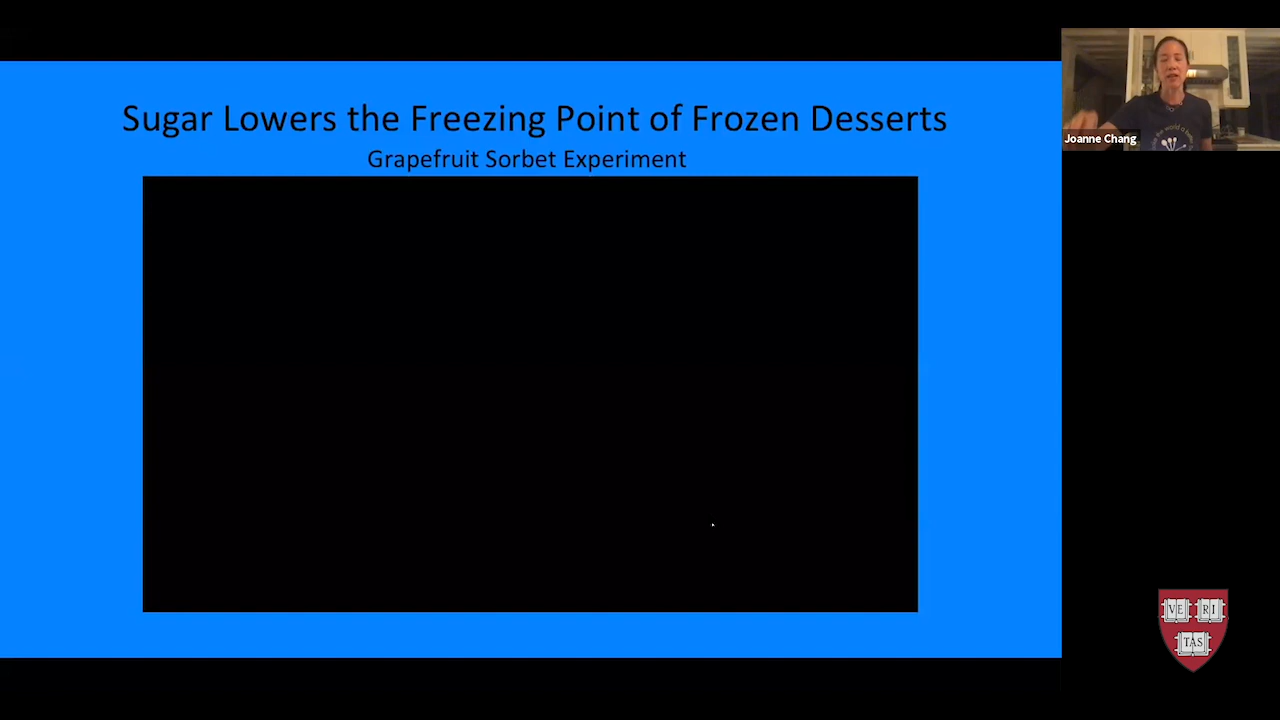 Sugar Lowers the Freezing Point of Frozen Desserts
Grapefruit Sorbet Experiment
Joanne Chang
VE RI
TAS